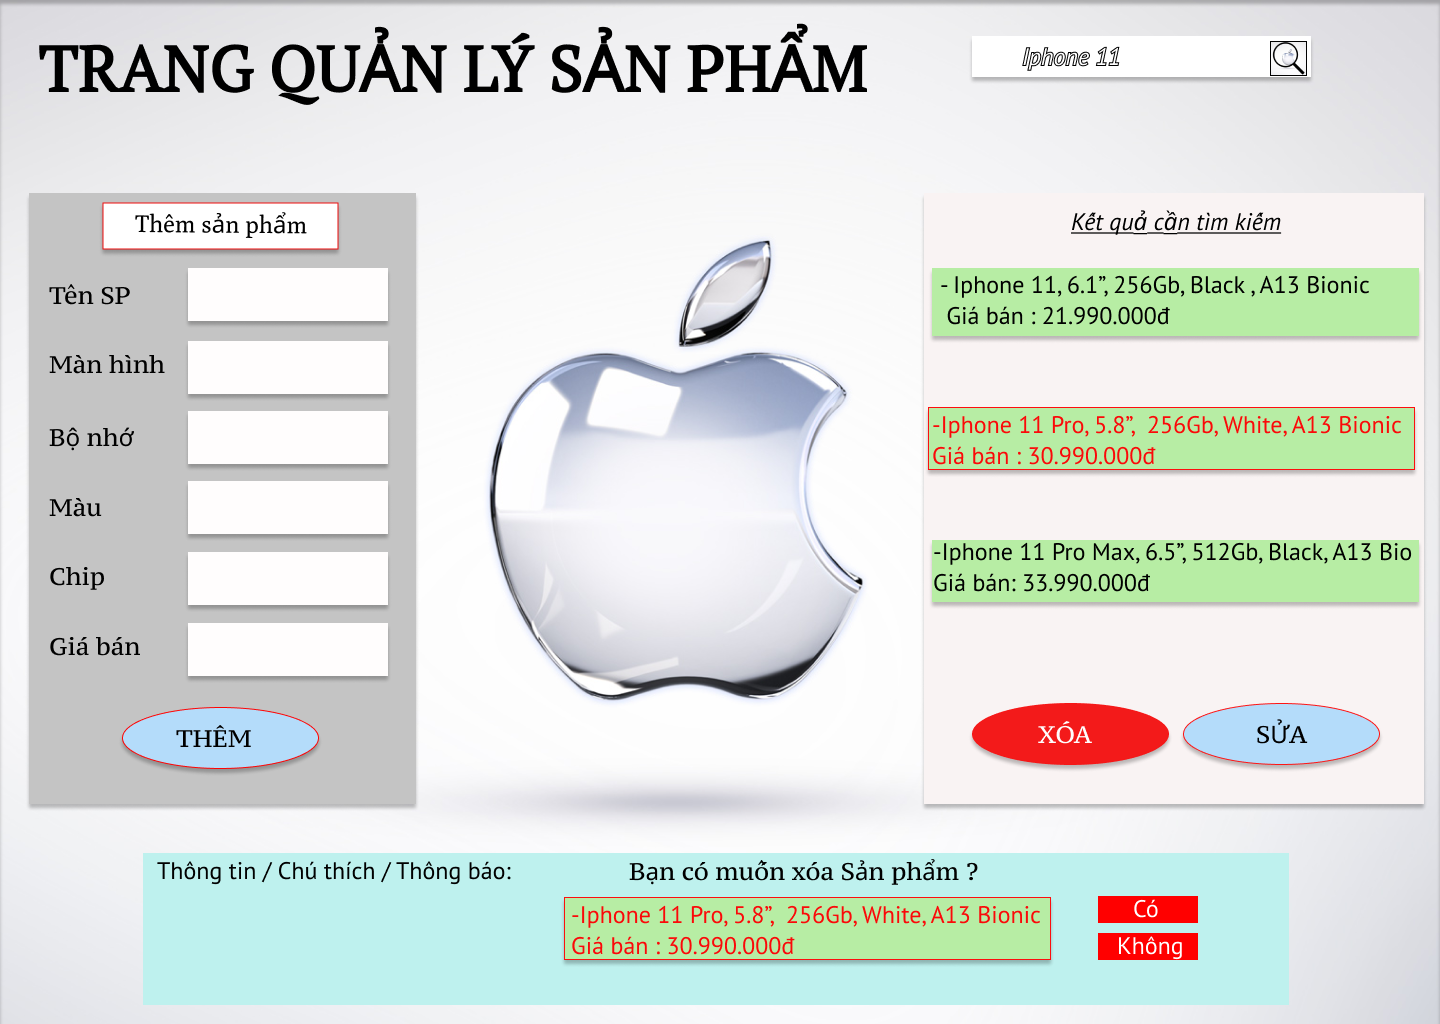 TRANG QUẢN LÝ SẢN PHẨM
Iphone 11
Thêm sản phẩm
Tên SP
Màn hình
Bộ nhớ
Màu
Chip
Giá bán
THÊM
Kết quả cần tìm kiếm
- Iphone 11, 6.1”, 256Gb, Black , A13 Bionic
Giá bán : 21.990.000đ
-Iphone 11 Pro, 5.8”,  256Gb, White, A13 Bionic
Giá bán : 30.990.000đ
-Iphone 11 Pro Max, 6.5”, 512Gb, Black, A13 Bio
Giá bán: 33.990.000đ
XÓA
SỬA
Thông tin / Chú thích / Thông báo:
Bạn có muốn xóa Sản phẩm ?
-Iphone 11 Pro, 5.8”,  256Gb, White, A13 Bionic
Giá bán : 30.990.000đ
Có
Không